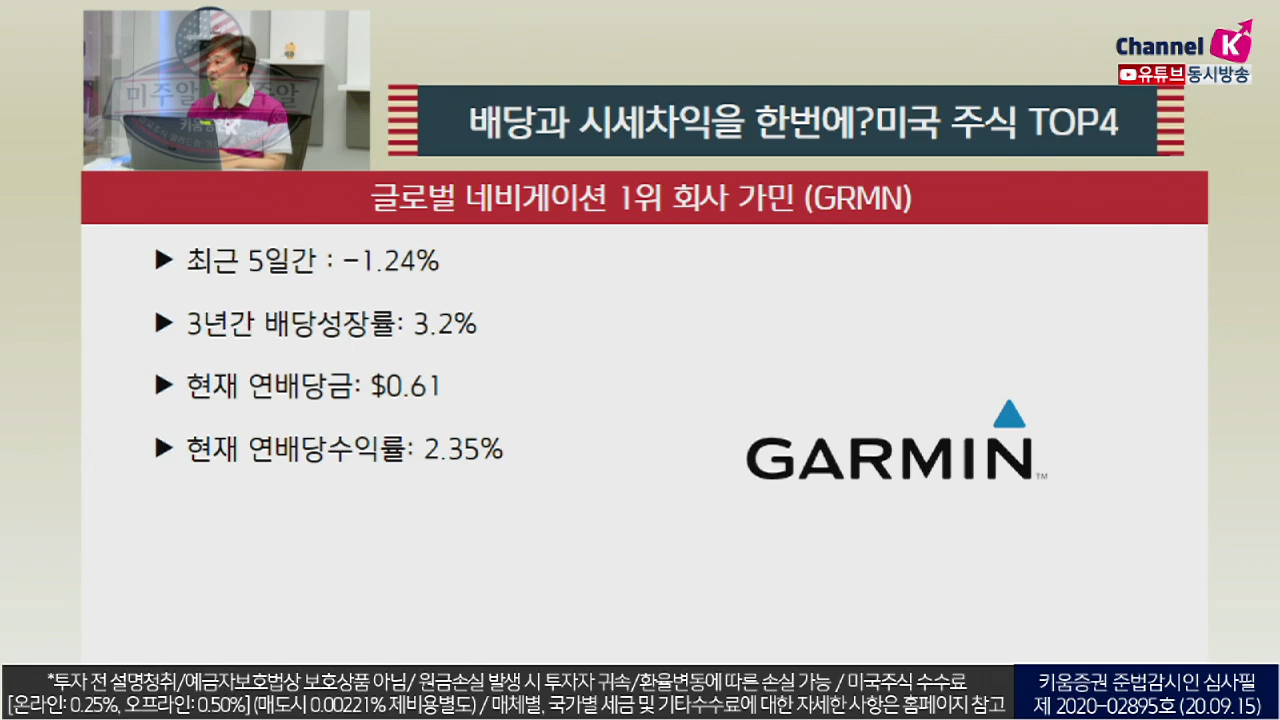 Channel K
유튜브동시방송
미주알
주알
배당과 시세차익을 한번에?미국 주식 TOP4
글로벌 네비게이션 1위 회사 가민 (GRMN)
▶ 최근 5일간 : -1.24%
▶ 3년간 배당성장률: 3.2%
▶ 현재 연배당금: $0.61
▶ 현재 연배당수익률: 2.35%
GARMIN™
*투자 전 설명청취/예금자보호법상 보호상품 아님/ 원금손실 발생 시 투자자 귀속/환율변동에 따른 손실 가능 / 미국주식 수수료
[온라인: 0.25%, 오프라인: 0.50%] (매도시 0.00221% 제비용별도) / 매체별, 국가별 세금 및 기타수수료에 대한 자세한 사항은 홈페이지 참고
키움증권 준법감시인 심사필
제 2020-02895호 (20.09.15)